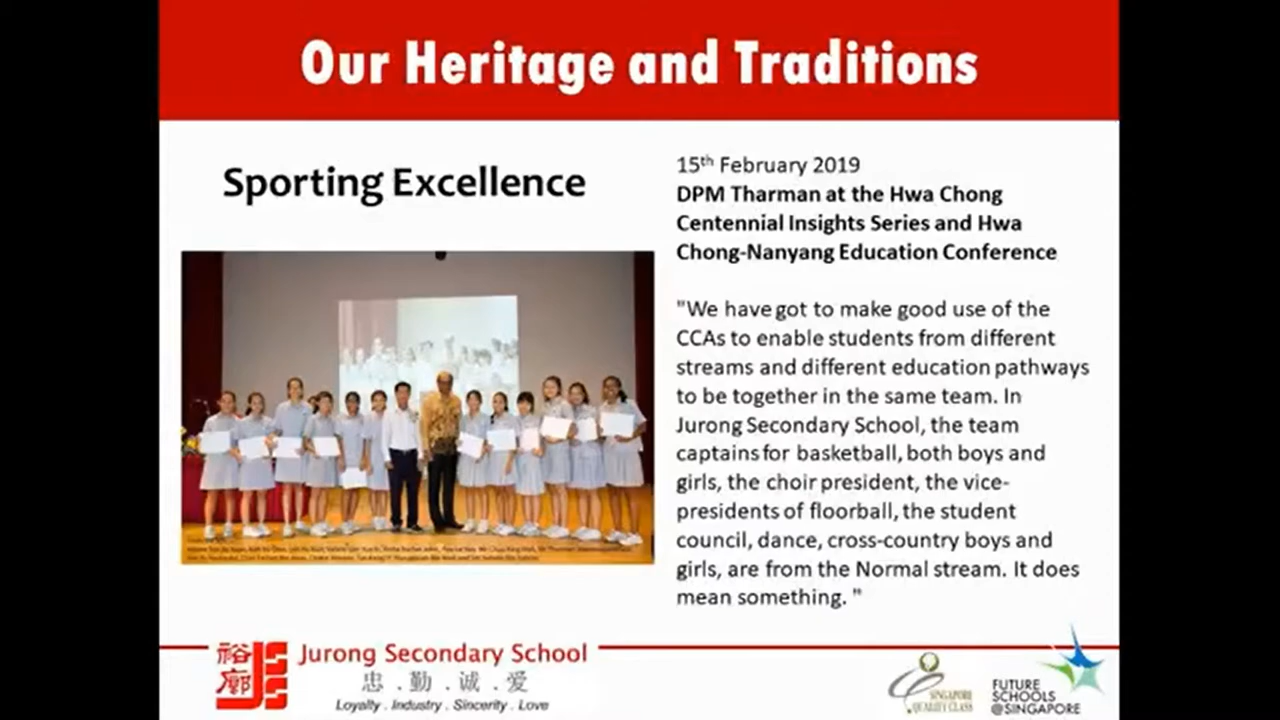 Our Heritage and Traditions
Sporting Excellence
15th February 2019
DPM Tharman at the Hwa Chong
Centennial Insights Series and Hwa
Chong-Nanyang Education Conference
"We have got to make good use of the
CCAs to enable students from different
streams and different education pathways
to be together in the same team. In
Jurong Secondary School, the team
captains for basketball, both boys and
girls, the choir president, the vice-
presidents of floorball, the student
council, dance, cross-country boys and
girls, are from the Normal stream. It does
mean something. "
裕廊
Jurong Secondary School
忠 . 勤 . 诚 . 爱
Loyalty . Industry . Sincerity . Love
SINGAPORE
QUALITY CLASS
FUTURE
SCHOOLS
@SINGAPORE